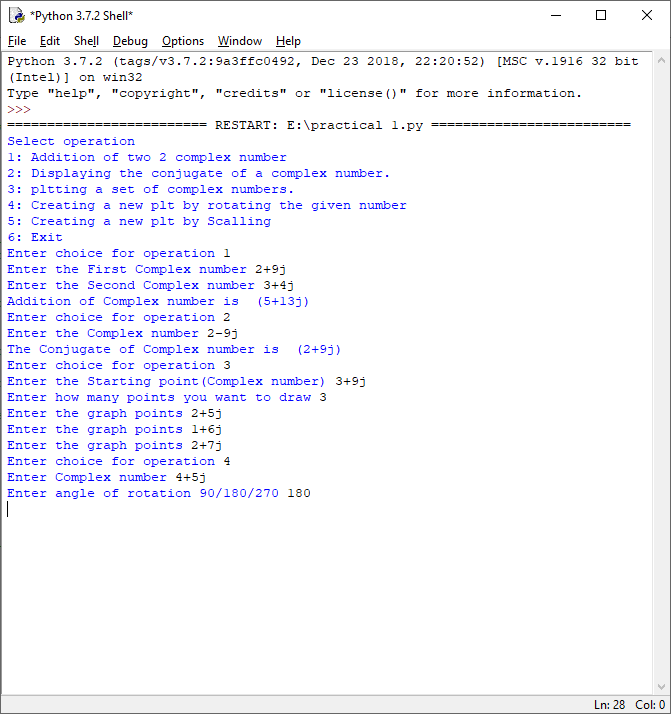 *Python 3.7.2 Shell*
File Edit Shell Debug Options Window Help
Python 3.7.2 (tags/v3.7.2:9a3ffc0492, Dec 23 2018, 22:20:52) [MSC v.1916 32 bit
(Intel)] on win32
Type "help", "copyright", "credits" or "license()" for more information.
>>>
========================= RESTART: E:\practical 1.py =========================
Select operation
1: Addition of two 2 complex number
2: Displaying the conjugate of a complex number.
3: pltting a set of complex numbers.
4: Creating a new plt by rotating the given number
5: Creating a new plt by Scalling
6: Exit
Enter choice for operation 1
Enter the First Complex number 2+9j
Enter the Second Complex number 3+4j
Addition of Complex number is  (5+13j)
Enter choice for operation 2
Enter the Complex number 2-9j
The Conjugate of Complex number is  (2+9j)
Enter choice for operation 3
Enter the Starting point(Complex number) 3+9j
Enter how many points you want to draw 3
Enter the graph points 2+5j
Enter the graph points 1+6j
Enter the graph points 2+7j
Enter choice for operation 4
Enter Complex number 4+5j
Enter angle of rotation 90/180/270 180
Ln: 28 Col: 0